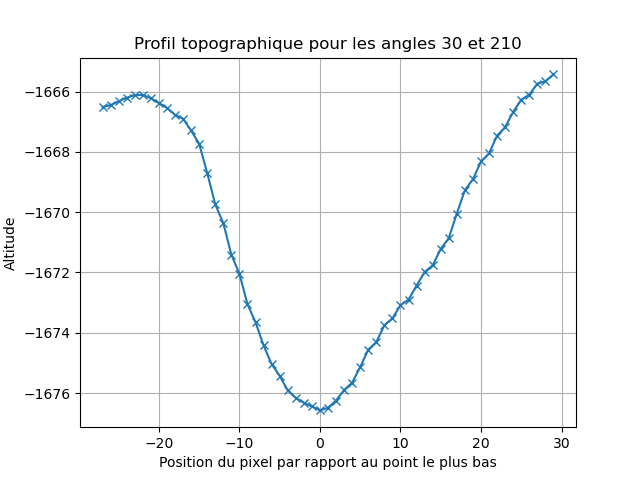 Profil topographique pour les angles 30 et 210
−1666
−1668
−1670
−1672
−1674
−1676
Altitude
−20 −10 0 10 20 30
Position du pixel par rapport au point le plus bas